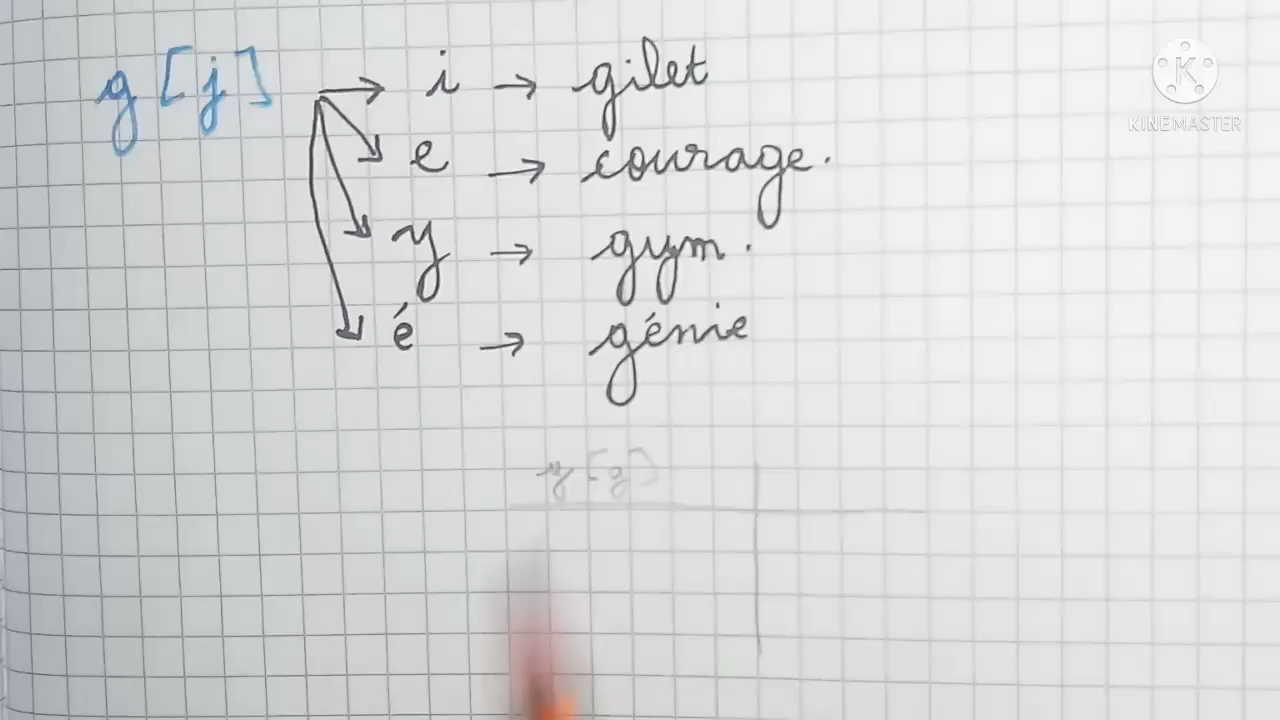 g [j] → i → gilet
e → courage.
y → gym.
é → génie
[g]
K
KINEMASTER